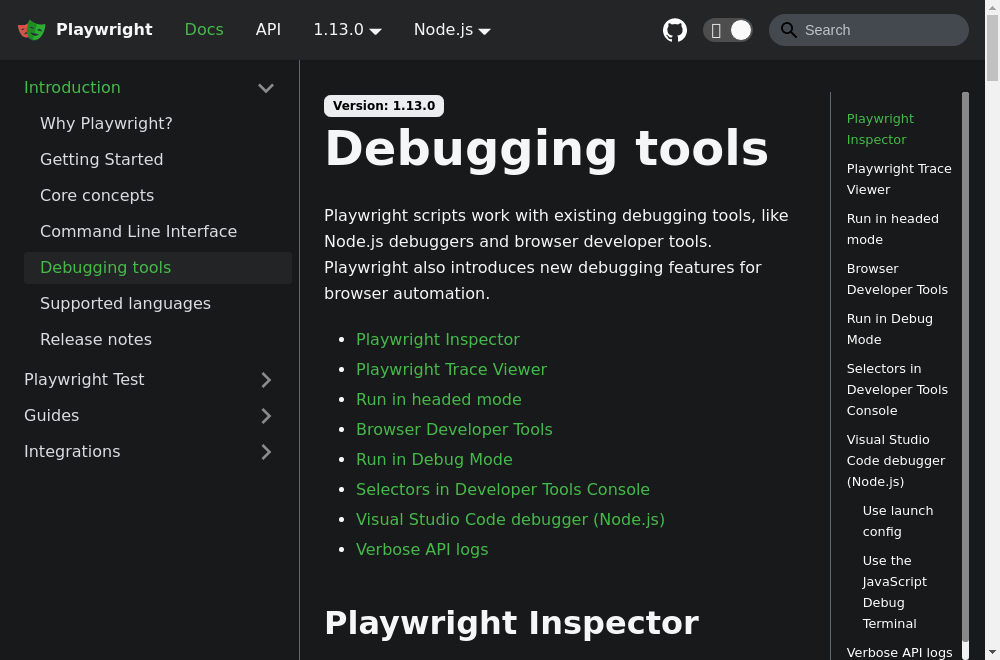 Playwright Docs API 1.13.0 Node.js Search
Introduction
Why Playwright?
Getting Started
Core concepts
Command Line Interface
Debugging tools
Supported languages
Release notes
Playwright Test
Guides
Integrations
Version: 1.13.0
Debugging tools
Playwright scripts work with existing debugging tools, like
Node.js debuggers and browser developer tools.
Playwright also introduces new debugging features for
browser automation.
Playwright Inspector
Playwright Trace Viewer
Run in headed mode
Browser Developer Tools
Run in Debug Mode
Selectors in Developer Tools Console
Visual Studio Code debugger (Node.js)
Verbose API logs
Playwright Inspector
Playwright
Inspector
Playwright Trace
Viewer
Run in headed
mode
Browser
Developer Tools
Run in Debug
Mode
Selectors in
Developer Tools
Console
Visual Studio
Code debugger
(Node.js)
Use launch
config
Use the
JavaScript
Debug
Terminal
Verbose API logs